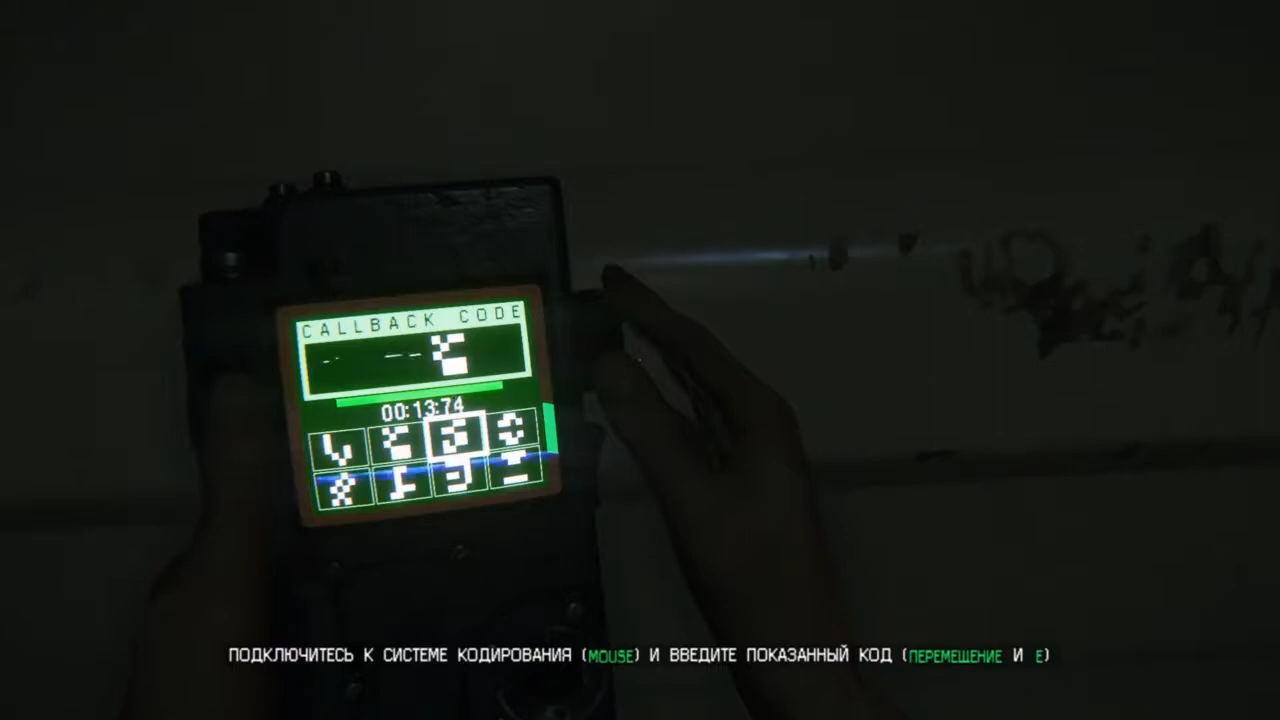 CALLBACK CODE
00:13:74
ПОДКЛЮЧИТЕСЬ К СИСТЕМЕ КОДИРОВАНИЯ (MOUSE) И ВВЕДИТЕ ПОКАЗАННЫЙ КОД (ПЕРЕМЕЩЕНИЕ И E)